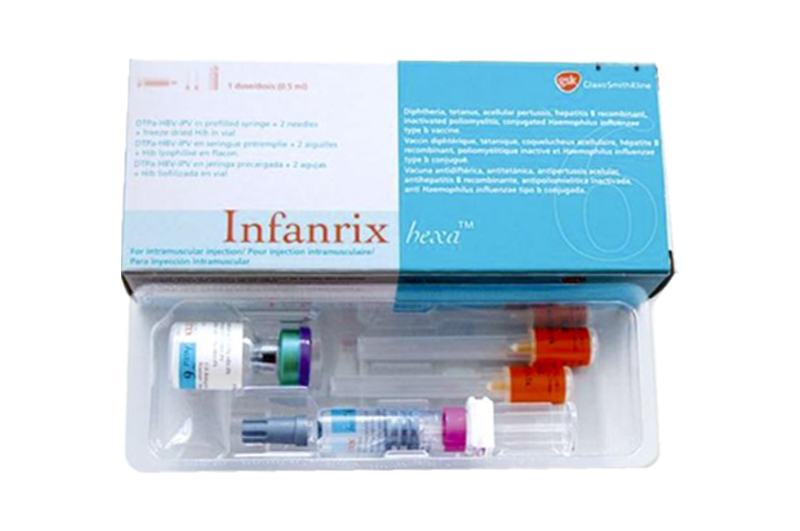 1 dose/dosis (0.5 ml)
DTPa-HBV-IPV in prefilled syringe + 2 needles
+ freeze dried Hib in vial
DTPa-HBV-IPV en seringue préremplie + 2 aiguilles
+ Hib lyophilisé en flacon
DTPa-HBV-IPV en jeringa precargada + 2 agujas
+ Hib liofilizada en vial
gsk GlaxoSmithKline
Diphtheria, tetanus, acellular pertussis, hepatitis B recombinant,
inactivated poliomyelitis, conjugated Haemophilus influenzae
type b vaccine.
Vaccin diphtérique, tétanique, coquelucheux acellulaire, hépatite B
recombinant, poliomyélitique inactivé et Haemophilus influenzae
type b conjugué.
Vacuna antidiftérica, antitetánica, antipertussis acelular,
antihepatitis B recombinante, antipoliomielítica inactivada,
anti Haemophilus influenzae tipo b conjugada.
Infanrix hexa™
For intramuscular injection/ Pour injection intramusculaire/
Para inyección intramuscular